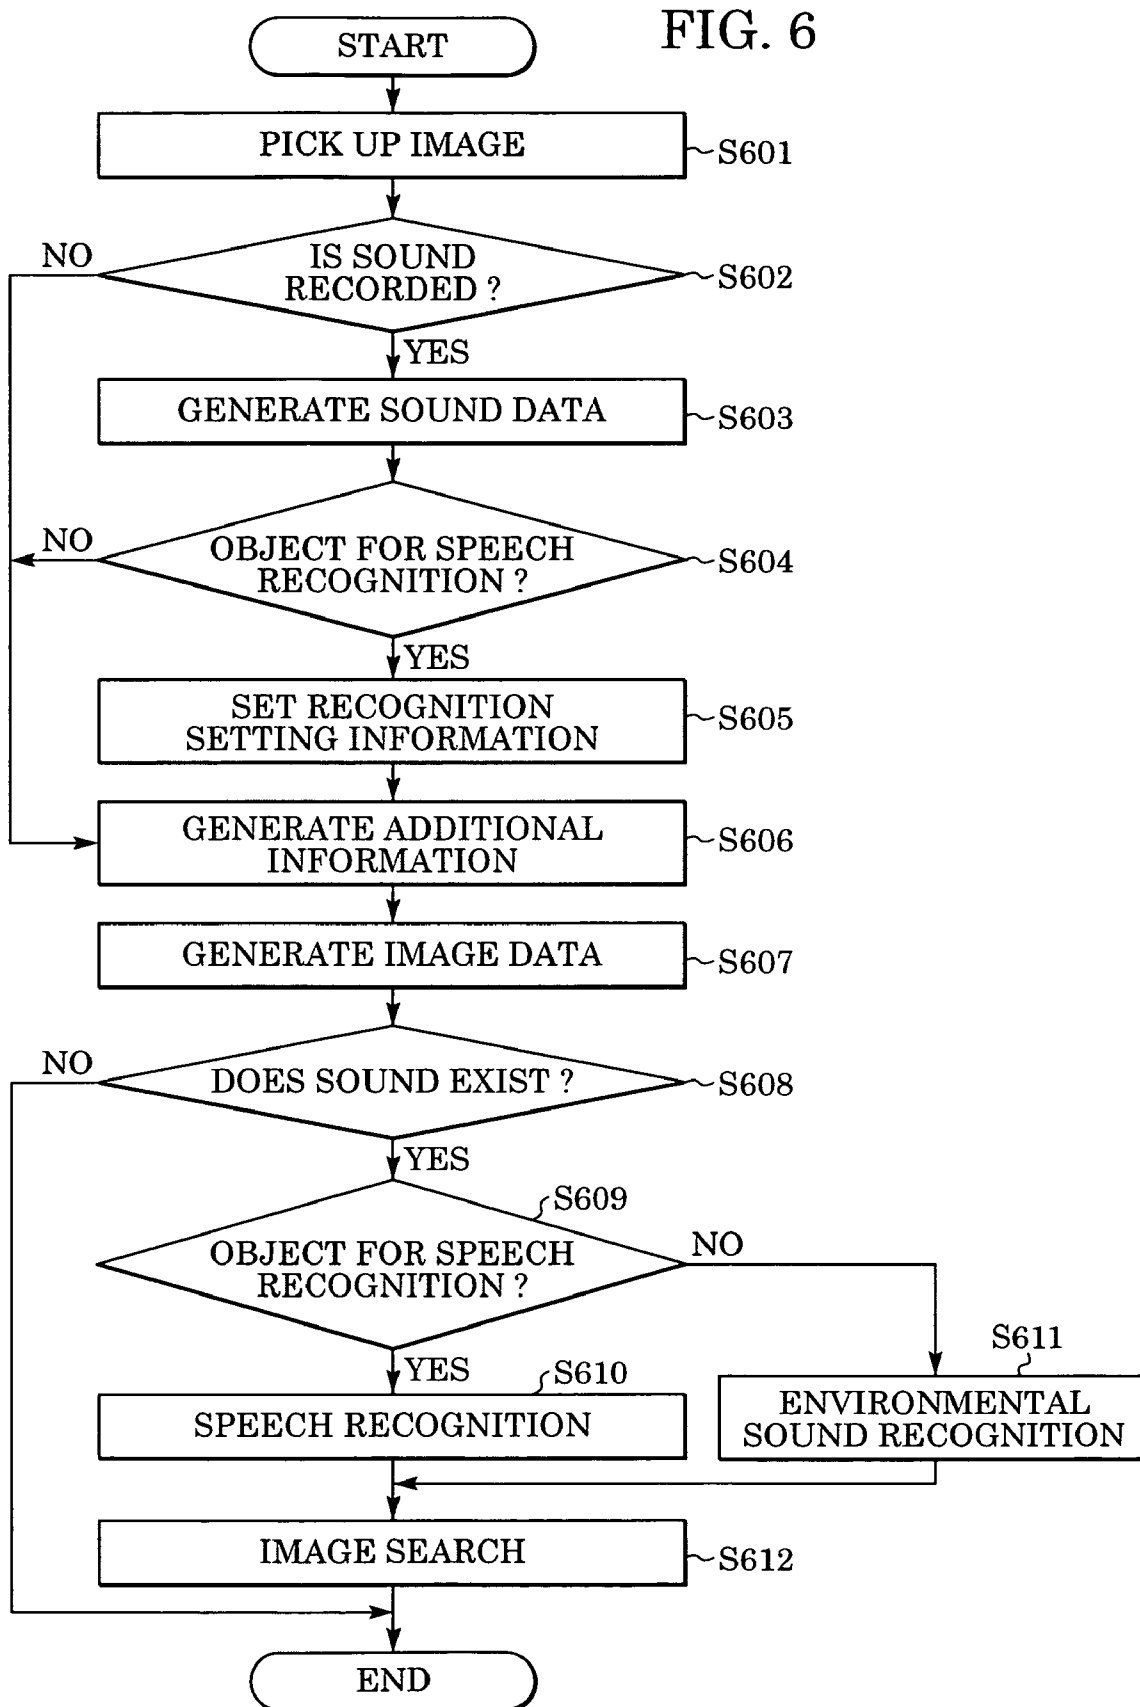 FIG. 6
START
PICK UP IMAGE
S601
NO
IS SOUND
RECORDED ?
S602
YES
GENERATE SOUND DATA
S603
NO
OBJECT FOR SPEECH
RECOGNITION ?
S604
YES
SET RECOGNITION
SETTING INFORMATION
S605
GENERATE ADDITIONAL
INFORMATION
S606
GENERATE IMAGE DATA
S607
NO
DOES SOUND EXIST ?
S608
YES
S609
OBJECT FOR SPEECH
RECOGNITION ?
NO
YES
S610
SPEECH RECOGNITION
S611
ENVIRONMENTAL
SOUND RECOGNITION
IMAGE SEARCH
S612
END